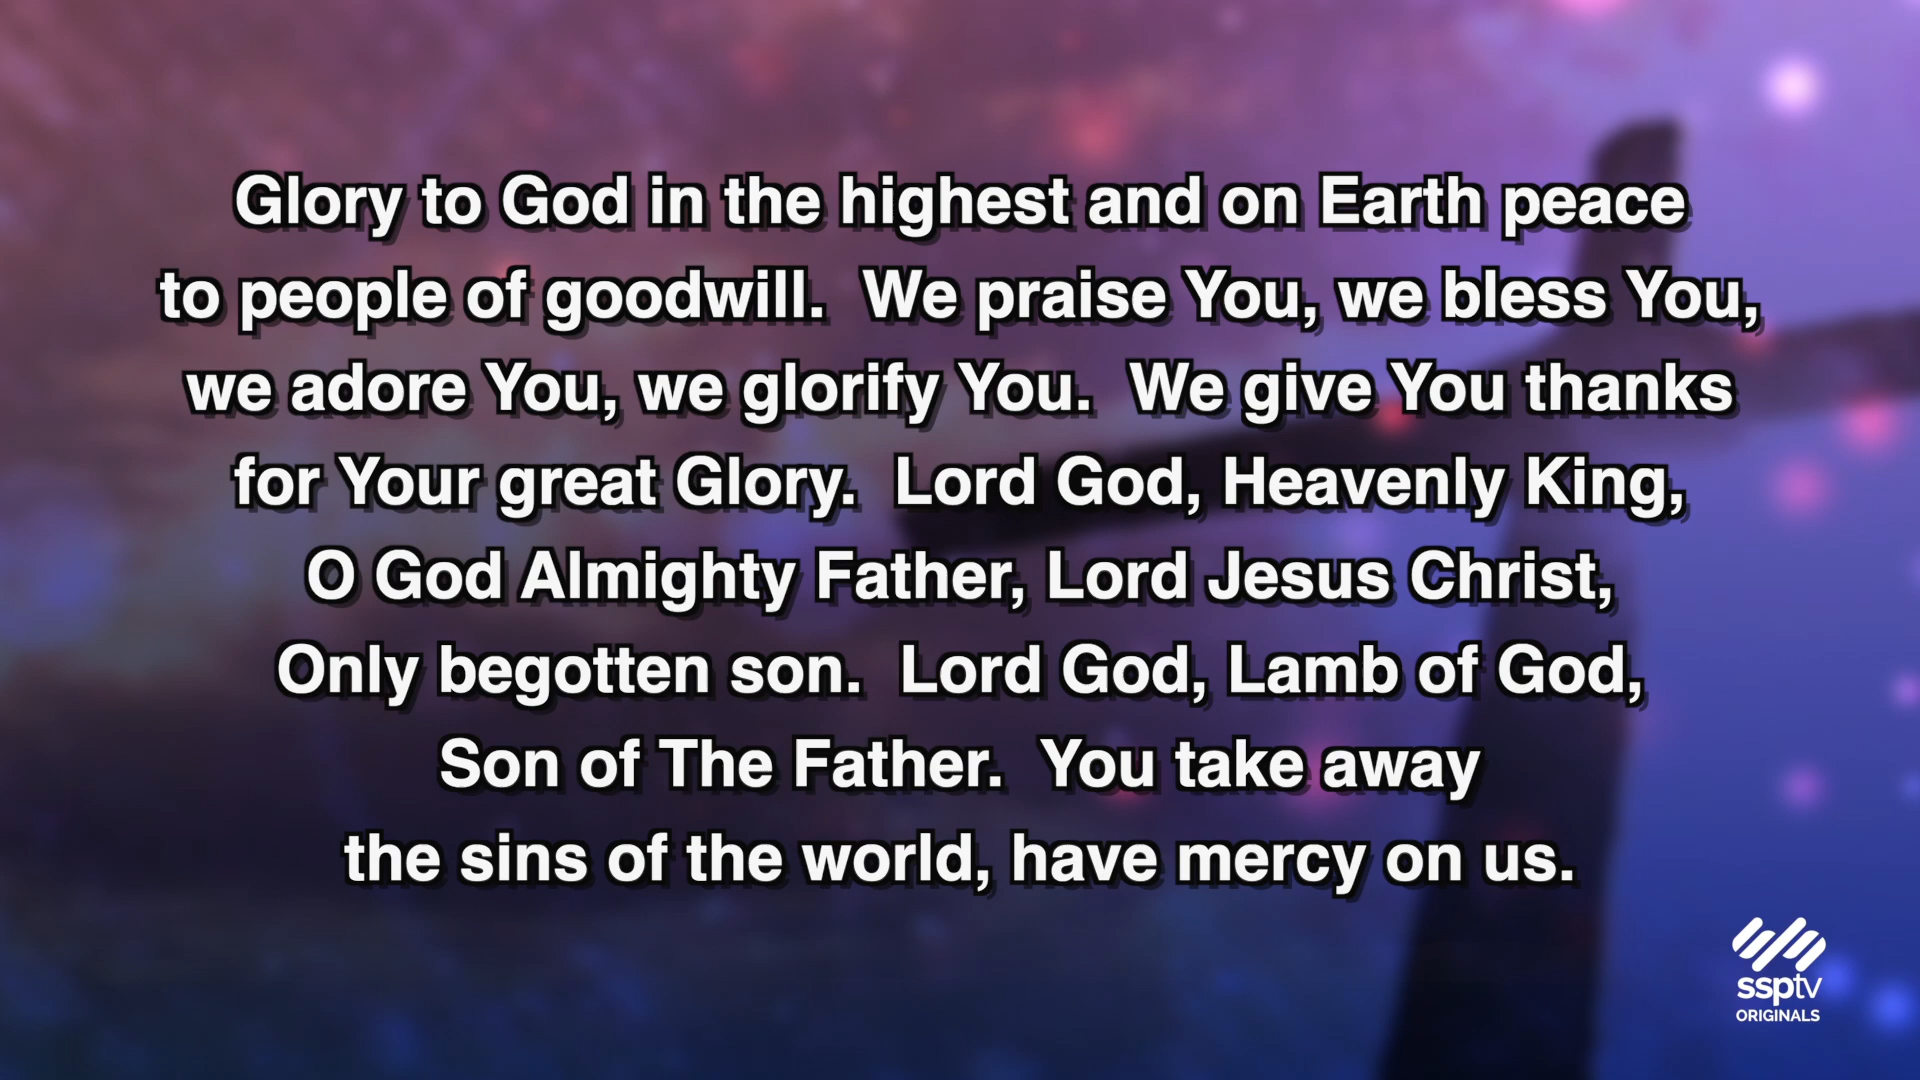 Glory to God in the highest and on Earth peace
to people of goodwill.  We praise You, we bless You,
we adore You, we glorify You.  We give You thanks
for Your great Glory.  Lord God, Heavenly King,
O God Almighty Father, Lord Jesus Christ,
Only begotten son.  Lord God, Lamb of God,
Son of The Father.  You take away
the sins of the world, have mercy on us.
ssptv
ORIGINALS